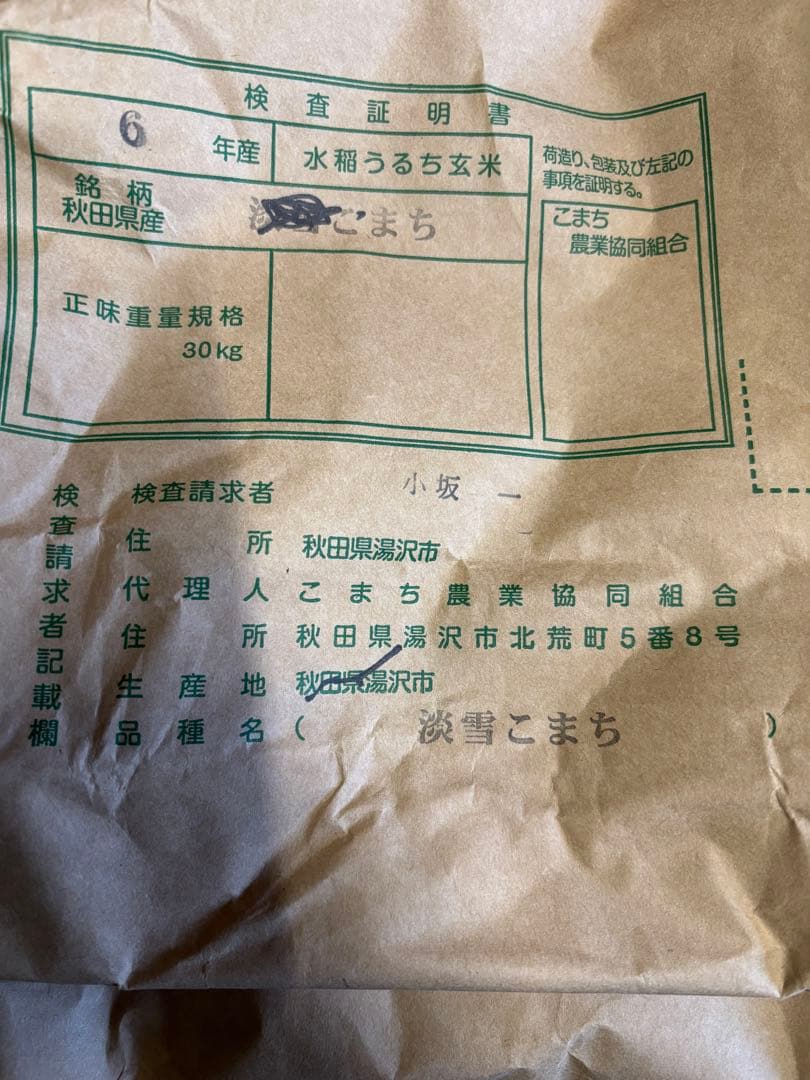 検査証明書
6年産
水稲うるち玄米
荷造り、包装及び左記の
事項を証明する。
銘柄
秋田県産
淡 こまち
こまち
農業協同組合
正味重量規格
30kg
検査請求者記載欄
検査請求者 小坂 一
住所 秋田県湯沢市
代理人 こまち農業協同組合
住所 秋田県湯沢市北荒町5番8号
生産地 秋田県湯沢市
品種名 ( 淡雪こまち )